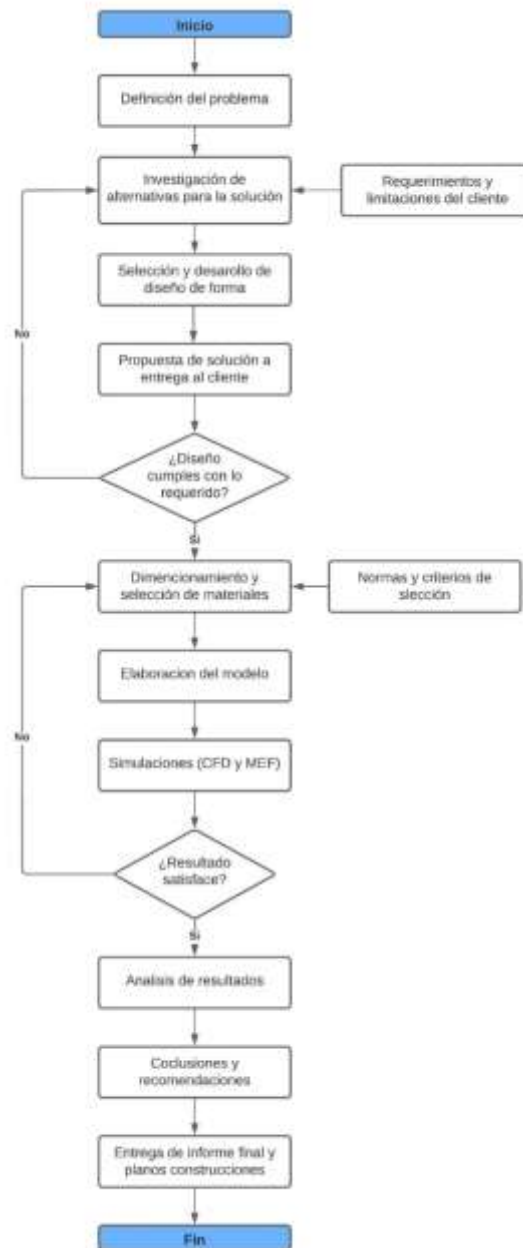 Inicio
Definición del problema
Investigación de
alternativas para la solución
Requerimientos y
limitaciones del cliente
Selección y desarollo de
diseño de forma
No
Propuesta de solución a
entrega al cliente
¿Diseño
cumples con lo
requerido?
Si
Dimencionamiento y
selección de materiales
Normas y criterios de
slección
Elaboracion del modelo
No
Simulaciones (CFD y MEF)
¿Resultado
satisface?
Si
Analisis de resultados
Coclusiones y
recomendaciones
Entrega de informe final y
planos construcciones
Fin